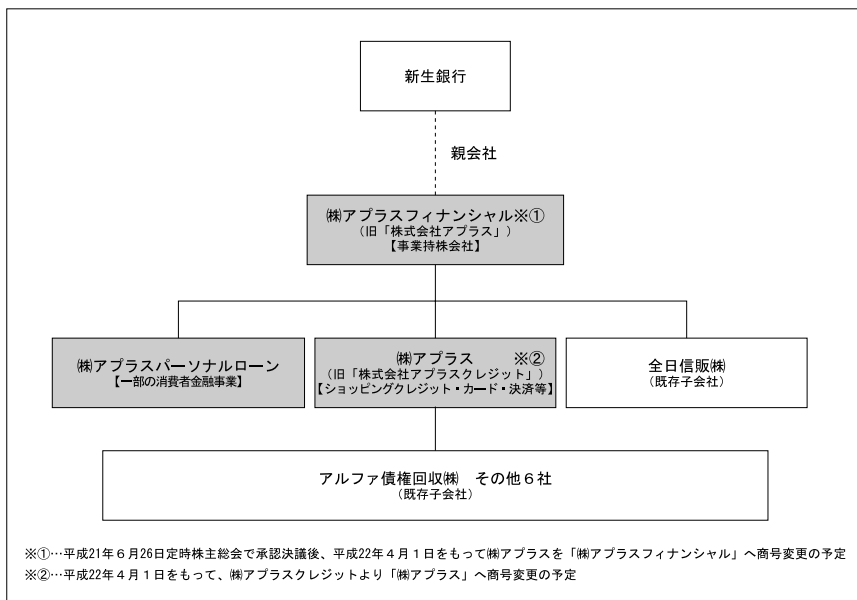 新生銀行
親会社
㈱アプラスフィナンシャル※①
（旧「株式会社アプラス」）
【事業持株会社】
㈱アプラスパーソナルローン
【一部の消費者金融事業】
㈱アプラス　※②
（旧「株式会社アプラスクレジット」）
【ショッピングクレジット・カード・決済等】
全日信販㈱
（既存子会社）
アルファ債権回収㈱　その他６社
（既存子会社）
※①…平成21年６月26日定時株主総会で承認決議後、平成22年４月１日をもって㈱アプラスを「㈱アプラスフィナンシャル」へ商号変更の予定
※②…平成22年４月１日をもって、㈱アプラスクレジットより「㈱アプラス」へ商号変更の予定